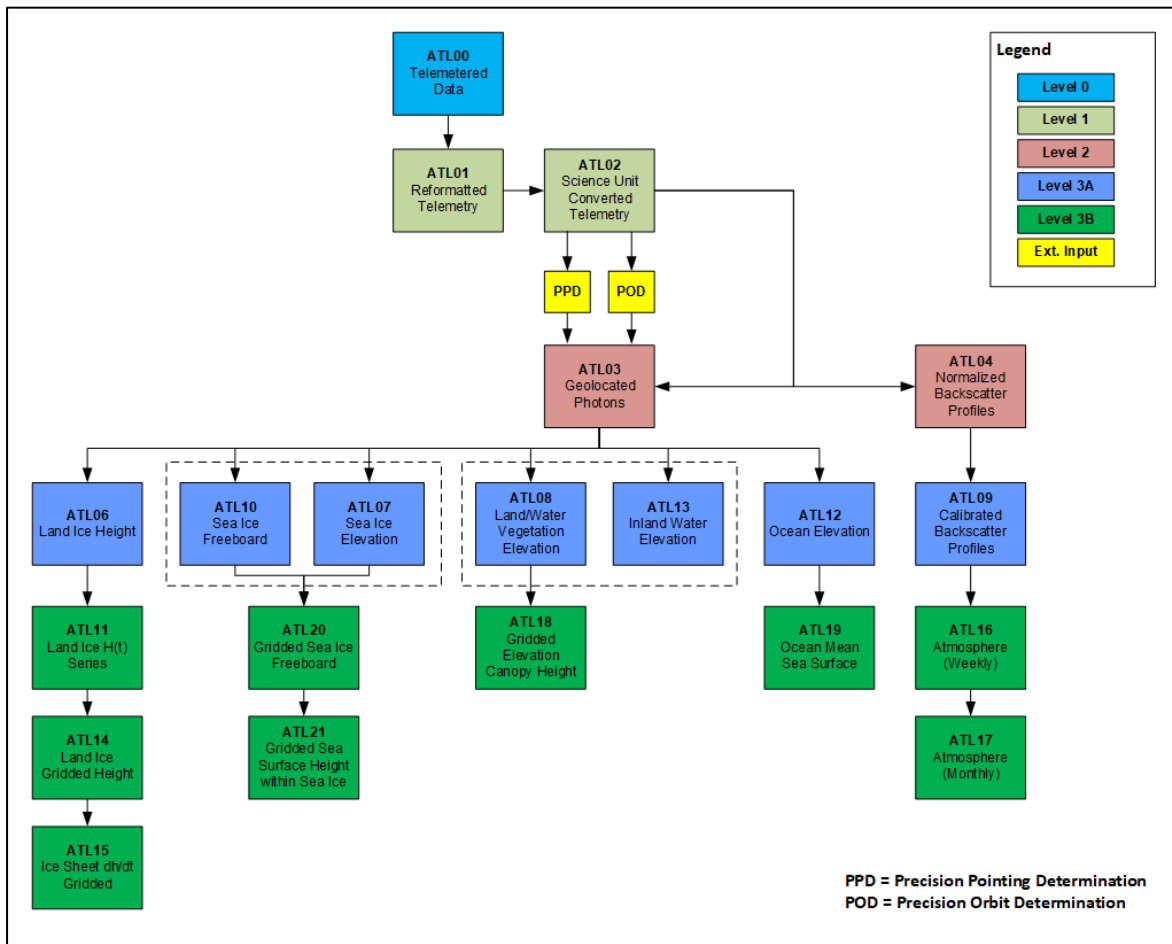 ATL00
Telemetered
Data
Legend
Level 0
Level 1
Level 2
Level 3A
Level 3B
Ext. Input
ATL01
Reformatted
Telemetry
ATL02
Science Unit
Converted
Telemetry
PPD
POD
ATL03
Geolocated
Photons
ATL04
Normalized
Backscatter
Profiles
ATL06
Land Ice Height
ATL10
Sea Ice
Freeboard
ATL07
Sea Ice
Elevation
ATL08
Land/Water
Vegetation
Elevation
ATL13
Inland Water
Elevation
ATL12
Ocean Elevation
ATL09
Calibrated
Backscatter
Profiles
ATL11
Land Ice H(t)
Series
ATL20
Gridded Sea Ice
Freeboard
ATL18
Gridded
Elevation
Canopy Height
ATL19
Ocean Mean
Sea Surface
ATL16
Atmosphere
(Weekly)
ATL14
Land Ice
Gridded Height
ATL21
Gridded Sea
Surface Height
within Sea Ice
ATL17
Atmosphere
(Monthly)
ATL15
Ice Sheet dh/dt
Gridded
PPD = Precision Pointing Determination
POD = Precision Orbit Determination